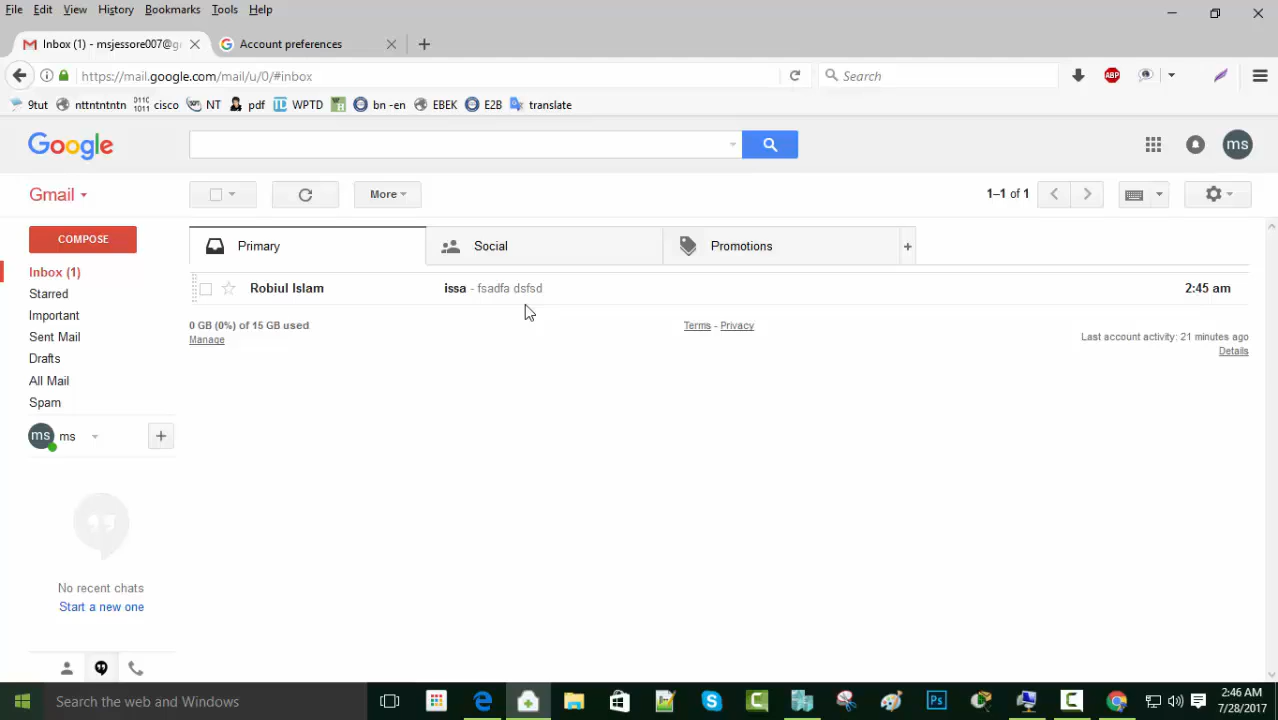 File Edit View History Bookmarks Tools Help
Inbox (1) - msjessore007@g
Account preferences
https://mail.google.com/mail/u/0/#inbox
Search
ABP
9tut nttntntntn cisco NT pdf WPTD bn -en EBEK E2B translate
Google
ms
Gmail
More
1–1 of 1
COMPOSE
Primary
Social
Promotions
Inbox (1)
Robiul Islam
issa - fsadfa dsfsd
2:45 am
Starred
Important
Sent Mail
Drafts
All Mail
Spam
0 GB (0%) of 15 GB used
Manage
Terms - Privacy
Last account activity: 21 minutes ago
Details
ms ms
No recent chats
Start a new one
Search the web and Windows
Ps
2:46 AM
7/28/2017